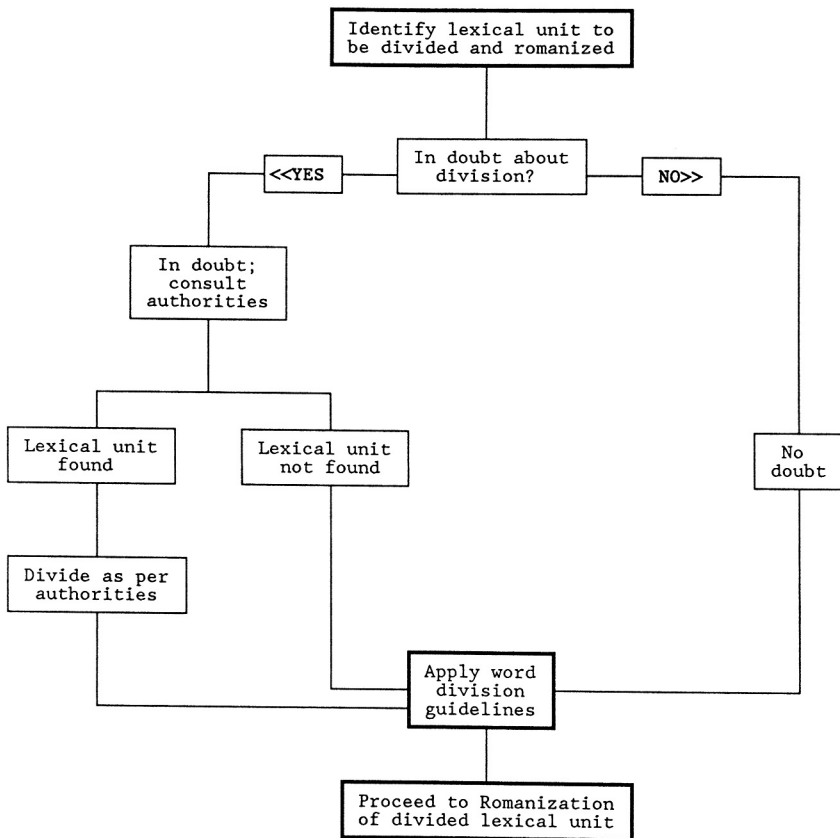 Identify lexical unit to
be divided and romanized
In doubt about
division?
<<YES
NO>>
In doubt;
consult
authorities
Lexical unit
found
Lexical unit
not found
No
doubt
Divide as per
authorities
Apply word
division
guidelines
Proceed to Romanization
of divided lexical unit